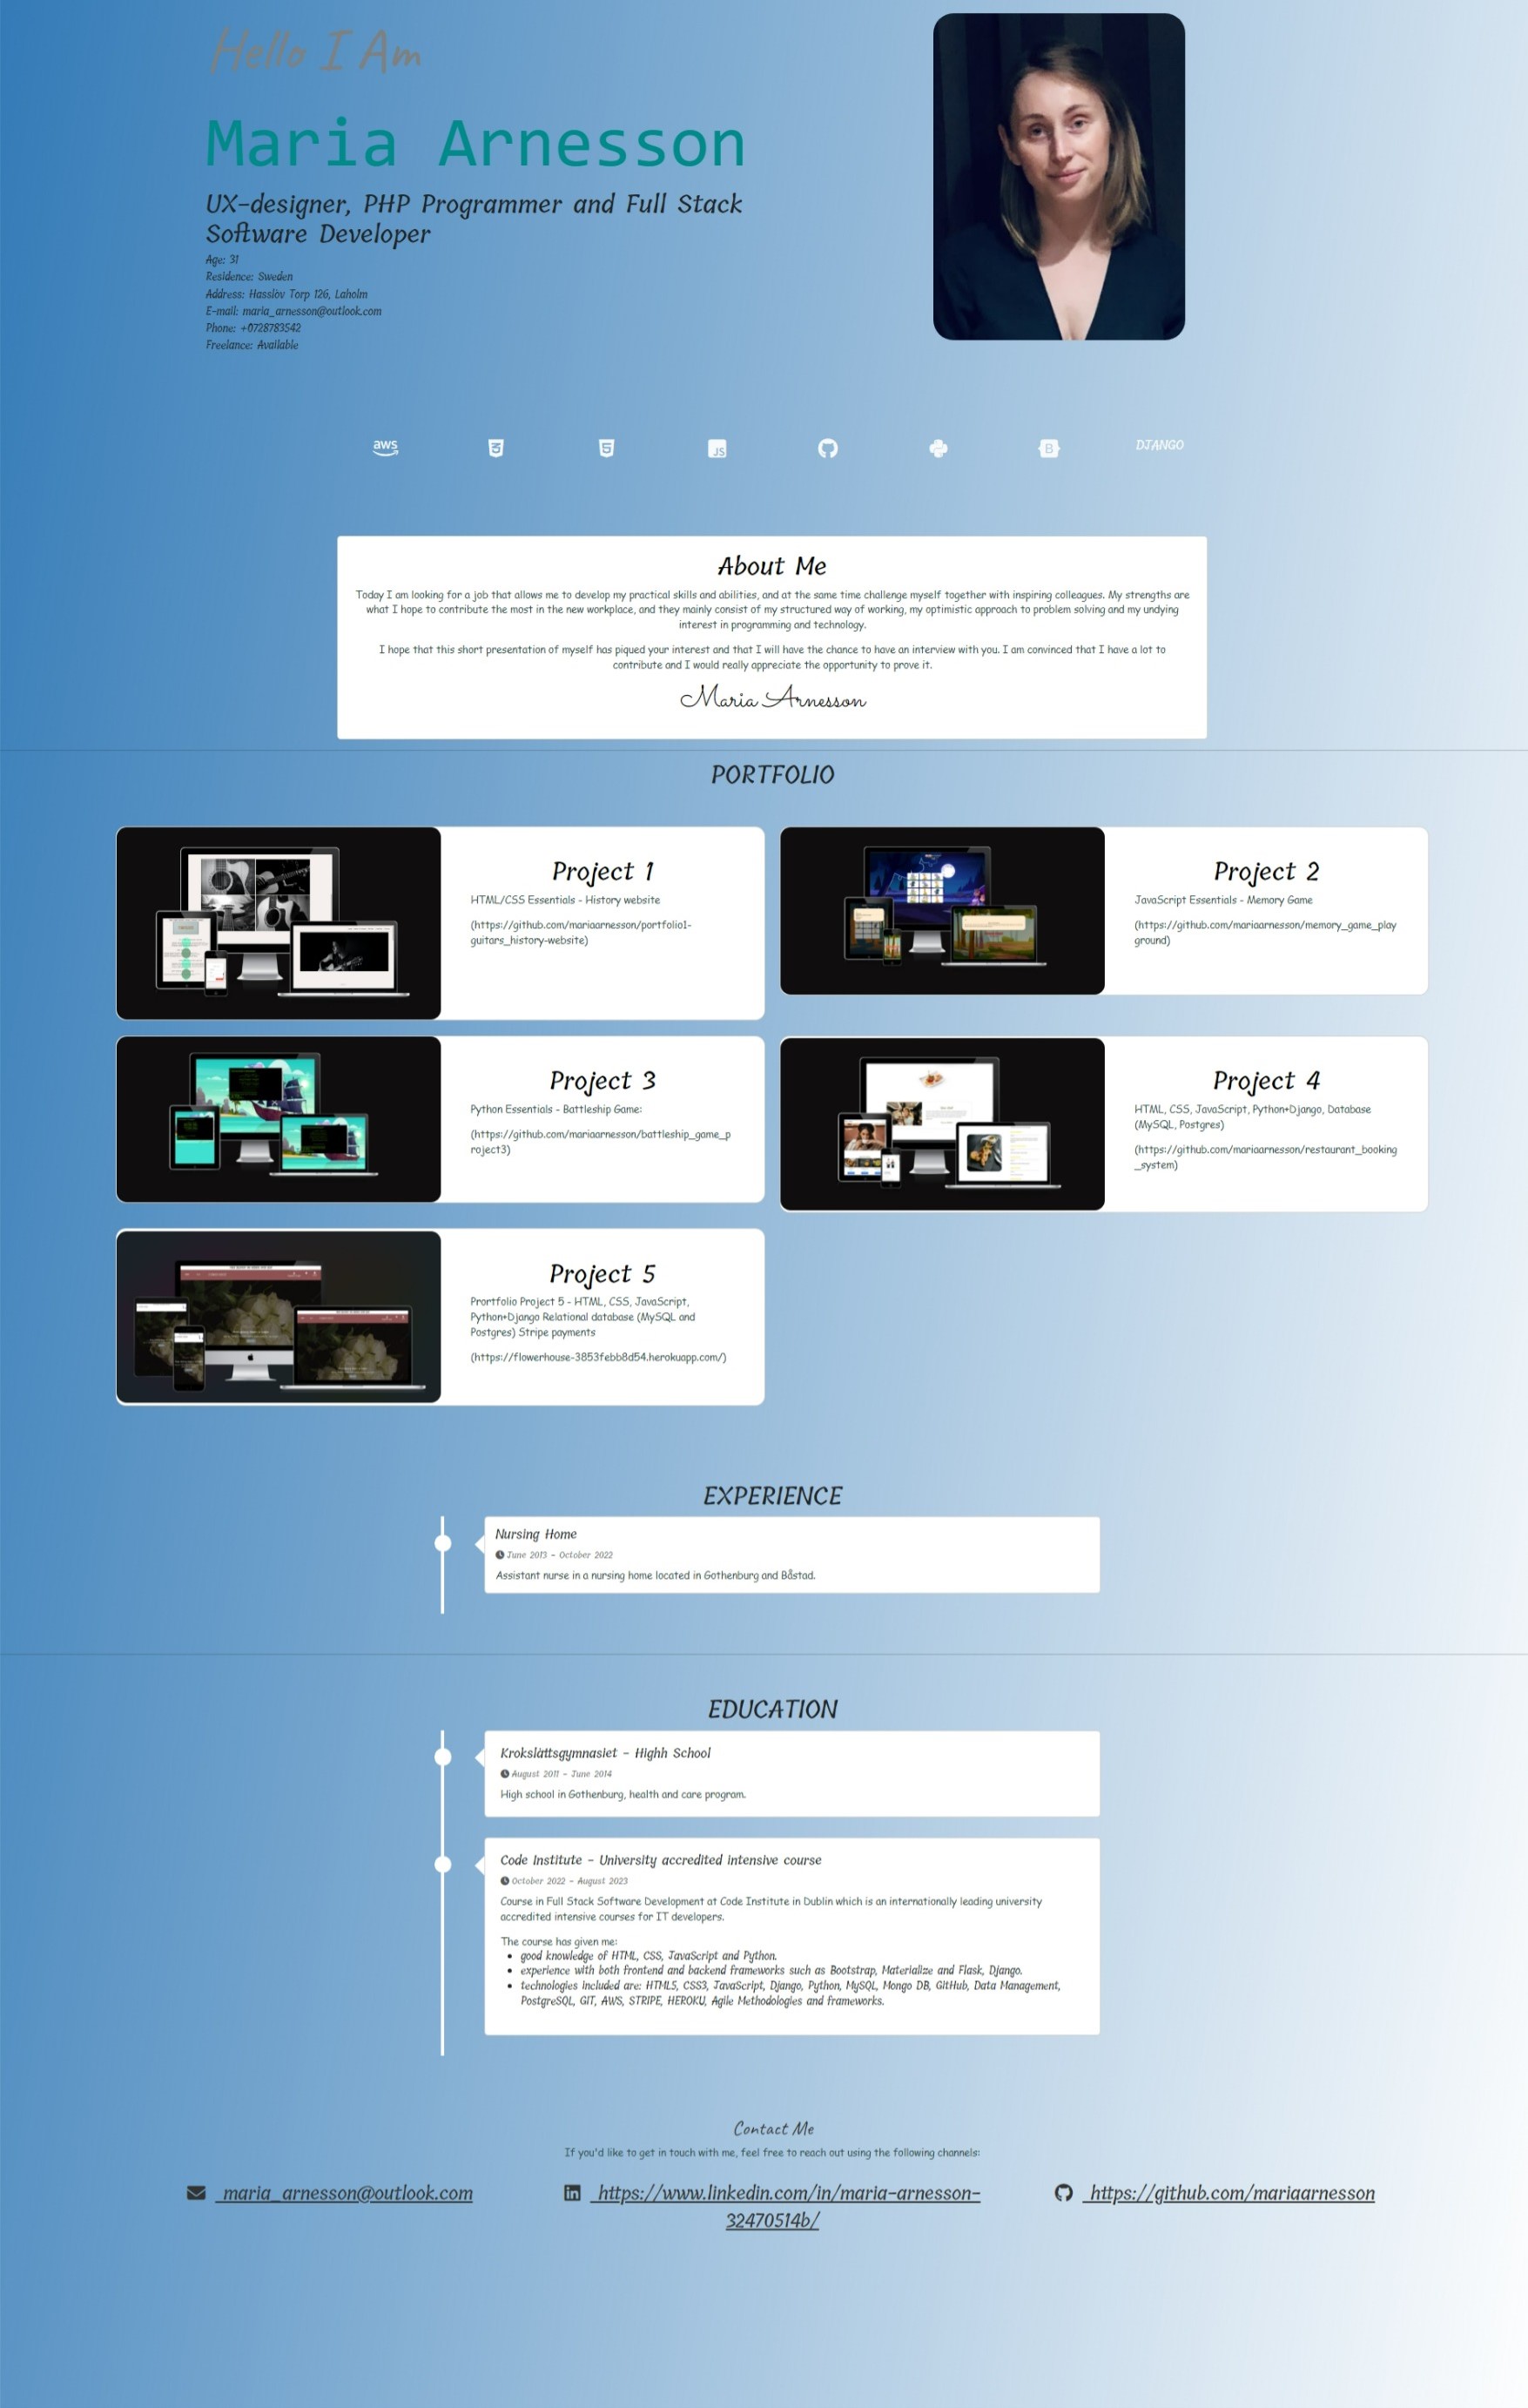 Hello I Am
Maria Arnesson
UX-designer, PHP Programmer and Full Stack
Software Developer
Age: 31
Residence: Sweden
Address: Hasslöv Torp 126, Laholm
E-mail: maria_arnesson@outlook.com
Phone: +0728783542
Freelance: Available
aws
3
5
JS
B
DJANGO
About Me
Today I am looking for a job that allows me to develop my practical skills and abilities, and at the same time challenge myself together with inspiring colleagues. My strengths are
what I hope to contribute the most in the new workplace, and they mainly consist of my structured way of working, my optimistic approach to problem solving and my undying
interest in programming and technology.
I hope that this short presentation of myself has piqued your interest and that I will have the chance to have an interview with you. I am convinced that I have a lot to
contribute and I would really appreciate the opportunity to prove it.
Maria Arnesson
PORTFOLIO
Project 1
HTML/CSS Essentials - History website
(https://github.com/mariaarnesson/portfolio1-
guitars_history-website)
Project 2
JavaScript Essentials - Memory Game
(https://github.com/mariaarnesson/memory_game_play
ground)
Project 3
Python Essentials - Battleship Game:
(https://github.com/mariaarnesson/battleship_game_p
roject3)
Project 4
HTML, CSS, JavaScript, Python+Django, Database
(MySQL, Postgres)
(https://github.com/mariaarnesson/restaurant_booking
_system)
Project 5
Prortfolio Project 5 - HTML, CSS, JavaScript,
Python+Django Relational database (MySQL and
Postgres) Stripe payments
(https://flowerhouse-3853febb8d54.herokuapp.com/)
EXPERIENCE
Nursing Home
June 2013 - October 2022
Assistant nurse in a nursing home located in Gothenburg and Båstad.
EDUCATION
Krokslättsgymnasiet - Highh School
August 2011 - June 2014
High school in Gothenburg, health and care program.
Code Institute - University accredited intensive course
October 2022 - August 2023
Course in Full Stack Software Development at Code Institute in Dublin which is an internationally leading university
accredited intensive courses for IT developers.
The course has given me:
• good knowledge of HTML, CSS, JavaScript and Python.
• experience with both frontend and backend frameworks such as Bootstrap, Materialize and Flask, Django.
• technologies included are: HTML5, CSS3, JavaScript, Django, Python, MySQL, Mongo DB, GitHub, Data Management,
PostgreSQL, GIT, AWS, STRIPE, HEROKU, Agile Methodologies and frameworks.
Contact Me
If you'd like to get in touch with me, feel free to reach out using the following channels:
maria_arnesson@outlook.com
https://www.linkedin.com/in/maria-arnesson-
32470514b/
https://github.com/mariaarnesson